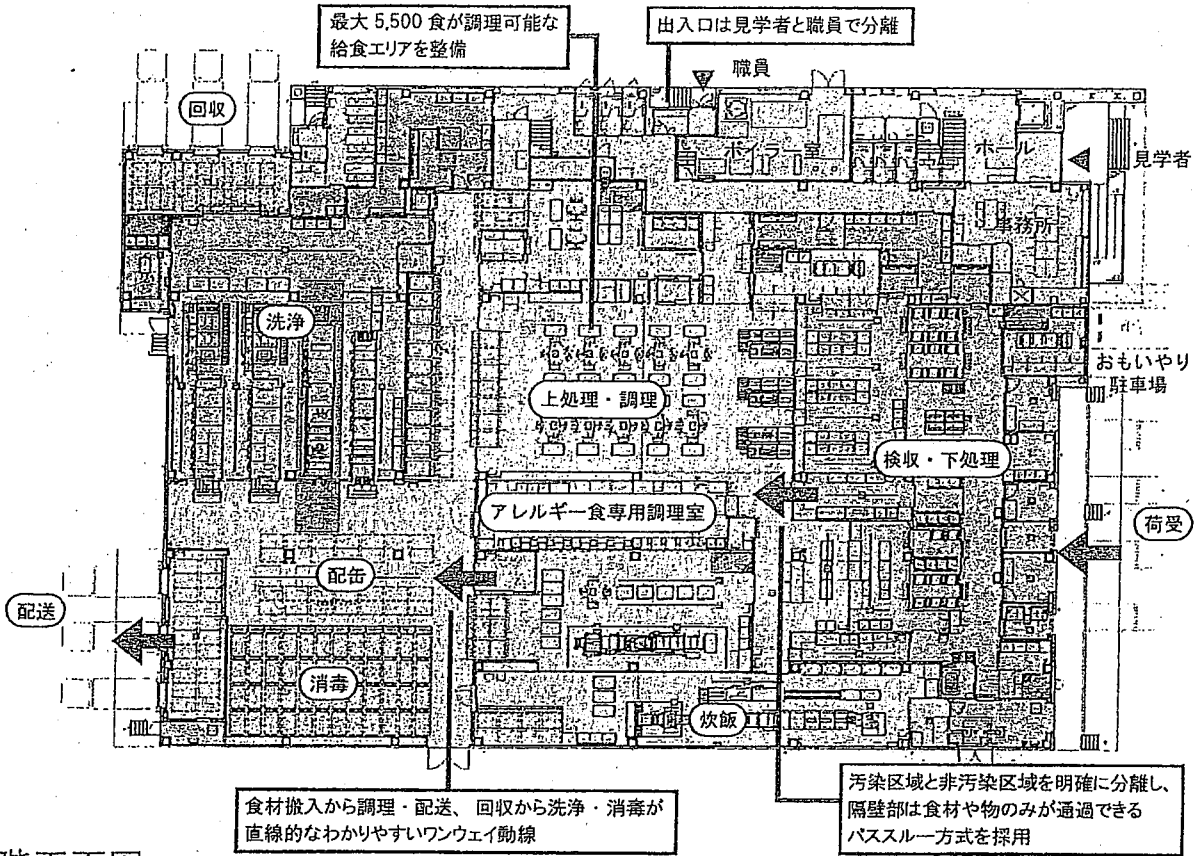 最大 5,500 食が調理可能な
給食エリアを整備
出入口は見学者と職員で分離
職員
回収
ボイラー室
ホール
見学者
事務所
洗浄
おもいやり
駐車場
上処理・調理
検収・下処理
アレルギー食専用調理室
荷受
配缶
配送
消毒
炊飯
食材搬入から調理・配送、回収から洗浄・消毒が
直線的なわかりやすいワンウェイ動線
汚染区域と非汚染区域を明確に分離し、
隔壁部は食材や物のみが通過できる
パススルー方式を採用